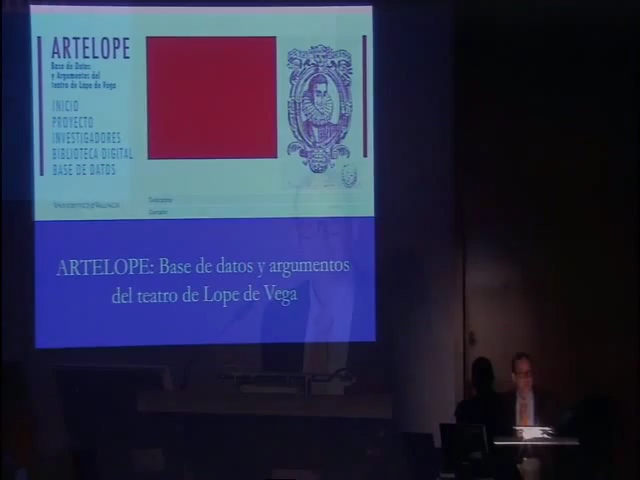 ARTELOPE
Base de Datos
y Argumentos del
teatro de Lope de Vega
INICIO
PROYECTO
INVESTIGADORES
BIBLIOTECA DIGITAL
BASE DE DATOS
ARTELOPE: Base de datos y argumentos
del teatro de Lope de Vega